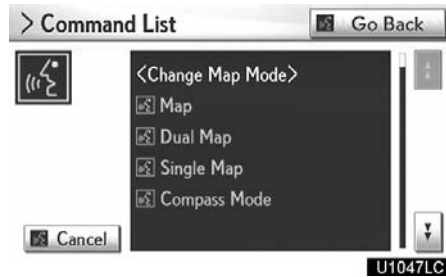 > Command List
Go Back
<Change Map Mode>
Map
Dual Map
Single Map
Compass Mode
Cancel
U1047LC